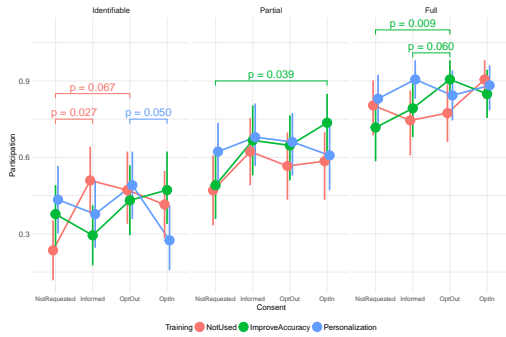 Identifiable Partial Full
p = 0.009
p = 0.060
p = 0.039
p = 0.067
p = 0.027 p = 0.050
0.9
0.6
0.3
Participation
NotRequested Informed OptOut OptIn NotRequested Informed OptOut OptIn NotRequested Informed OptOut OptIn
Consent
Training NotUsed ImproveAccuracy Personalization